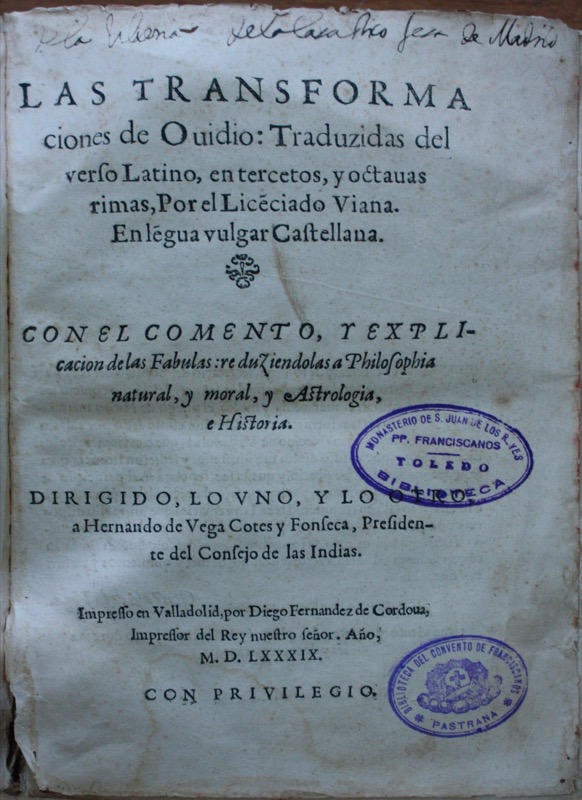 de Madrid
LAS TRANSFORMA
ciones de Ouidio: Traduzidas del
verſo Latino, en tercetos, y octauas
rimas, Por el Licẽciado Viana.
En lẽgua vulgar Caſtellana.
CON EL COMENTO, Y EXPLI-
cacion de las Fabulas: reduziendolas a Philoſophia
natural, y moral, y Aſtrologia,
e Hiſtoria.
MONASTERIO DE S. JUAN DE LOS REYES
PP. FRANCISCANOS
TOLEDO
BIBLIOTECA
DIRIGIDO, LO VNO, Y LO OTRO
a Hernando de Vega Cotes y Fonſeca, Preſiden-
te del Conſejo de las Indias.
Impreſſo en Valladolid, por Diego Fernandez de Cordoua,
Impreſſor del Rey nueſtro ſeñor. Año,
M. D. LXXXIX.
CON PRIVILEGIO.
BIBLIOTECA DEL CONVENTO DE FRANCISCANOS
PASTRANA